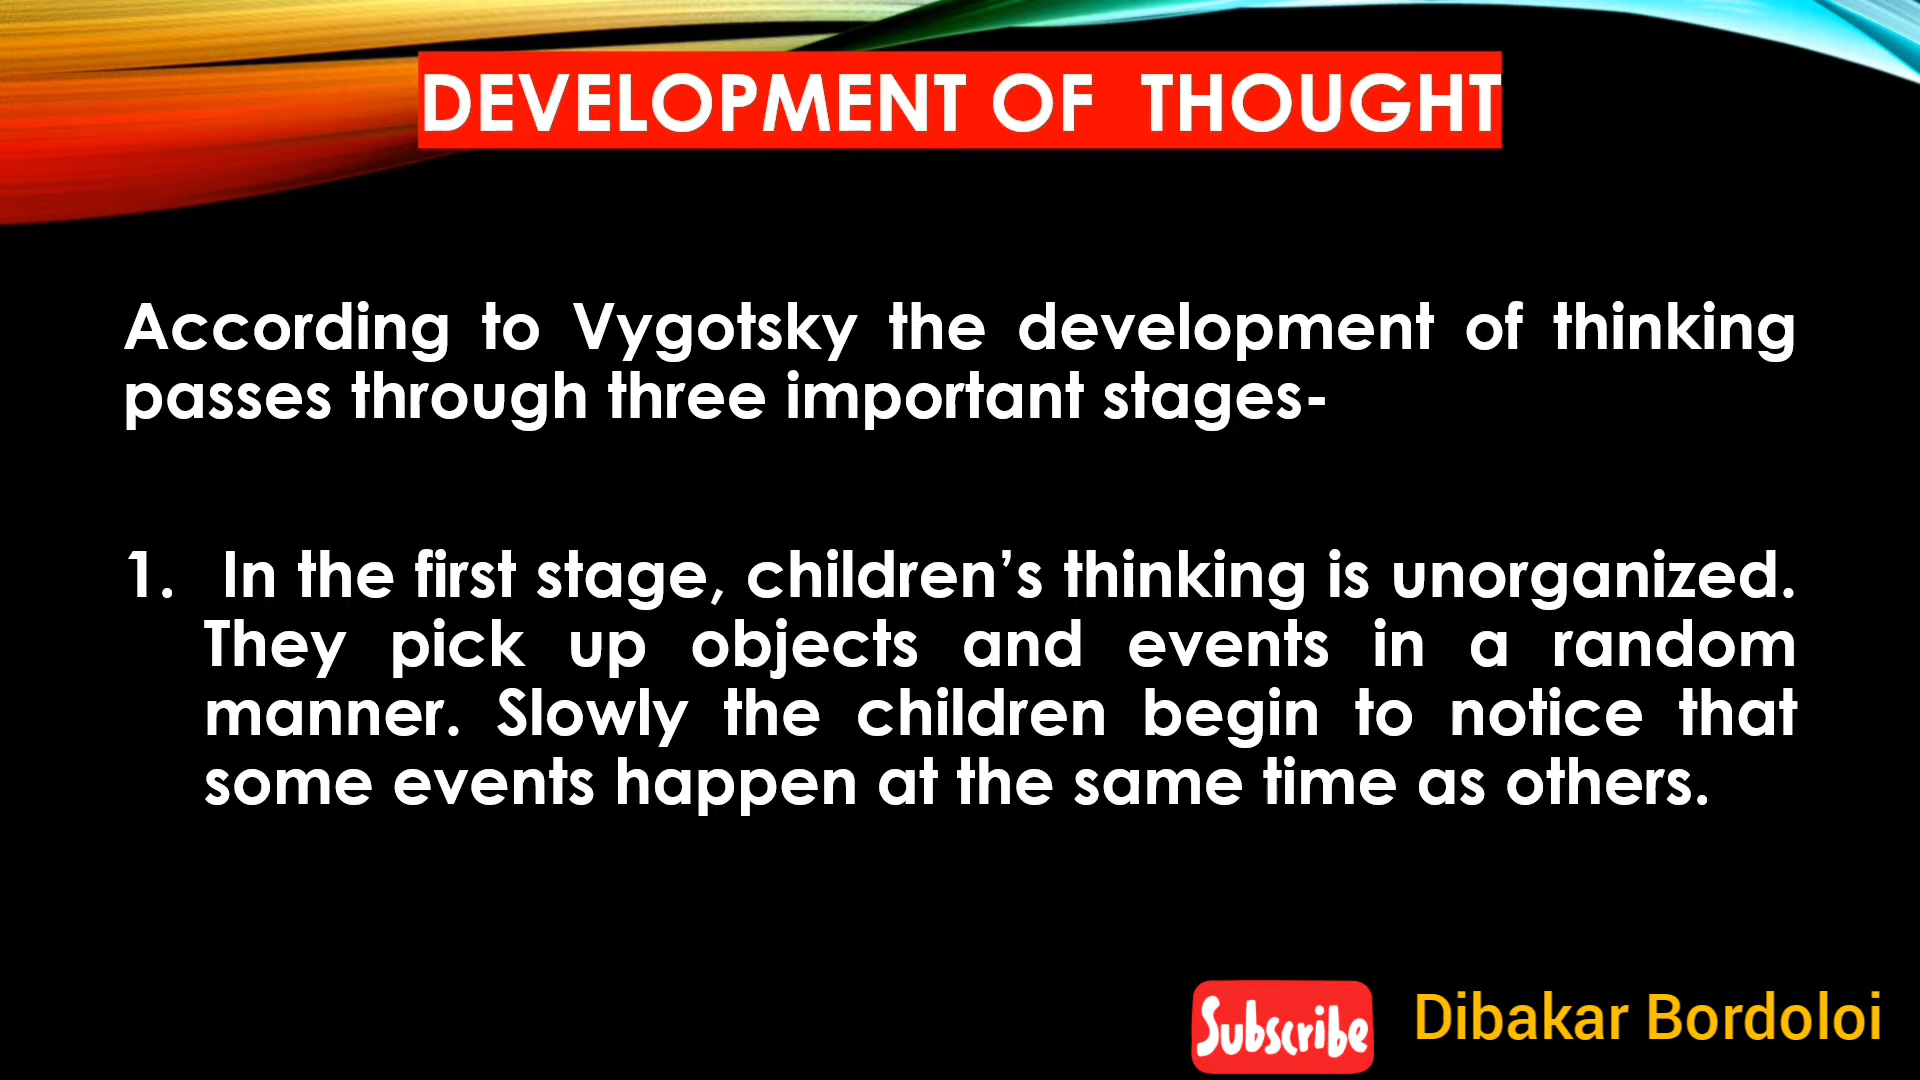 DEVELOPMENT OF THOUGHT
According to Vygotsky the development of thinking
passes through three important stages-
1. In the first stage, children’s thinking is unorganized.
They pick up objects and events in a random
manner. Slowly the children begin to notice that
some events happen at the same time as others.
Subscribe
Dibakar Bordoloi